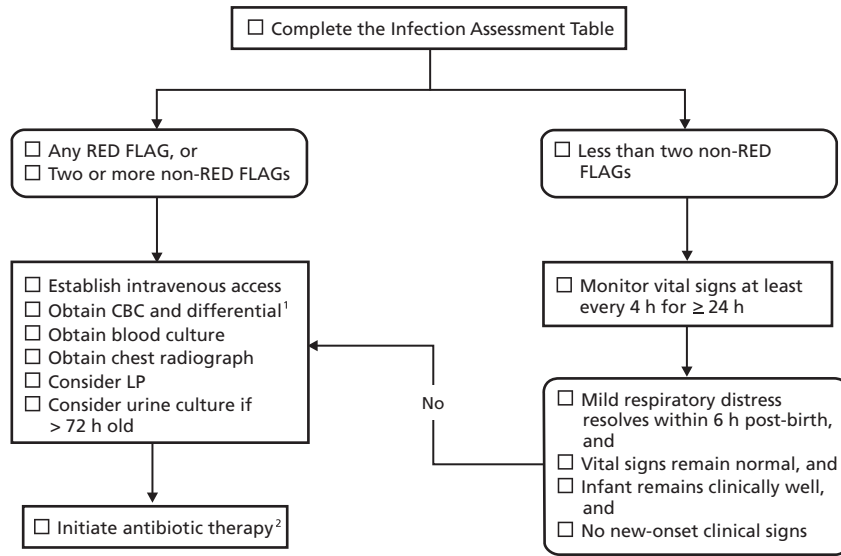 ☐ Complete the Infection Assessment Table
☐ Any RED FLAG, or
☐ Two or more non-RED FLAGs
☐ Less than two non-RED
FLAGs
☐ Establish intravenous access
☐ Obtain CBC and differential¹
☐ Obtain blood culture
☐ Obtain chest radiograph
☐ Consider LP
☐ Consider urine culture if
> 72 h old
☐ Monitor vital signs at least
every 4 h for ≥ 24 h
No
☐ Mild respiratory distress
resolves within 6 h post-birth,
and
☐ Vital signs remain normal, and
☐ Infant remains clinically well,
and
☐ No new-onset clinical signs
☐ Initiate antibiotic therapy²